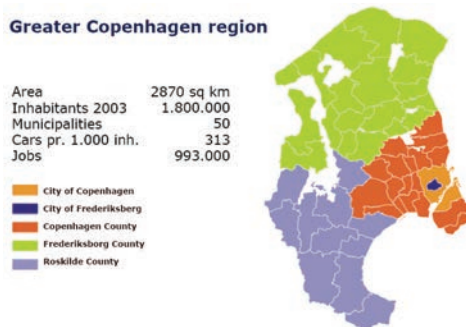 Greater Copenhagen region
Area 2870 sq km
Inhabitants 2003 1.800.000
Municipalities 50
Cars pr. 1.000 inh. 313
Jobs 993.000
City of Copenhagen
City of Frederiksberg
Copenhagen County
Frederiksborg County
Roskilde County